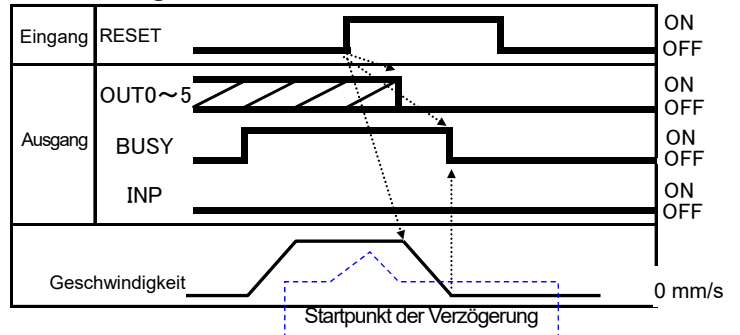 Eingang RESET ON
OFF
Ausgang OUT0～5 ON
OFF
BUSY ON
OFF
INP ON
OFF
Geschwindigkeit 0 mm/s
Startpunkt der Verzögerung